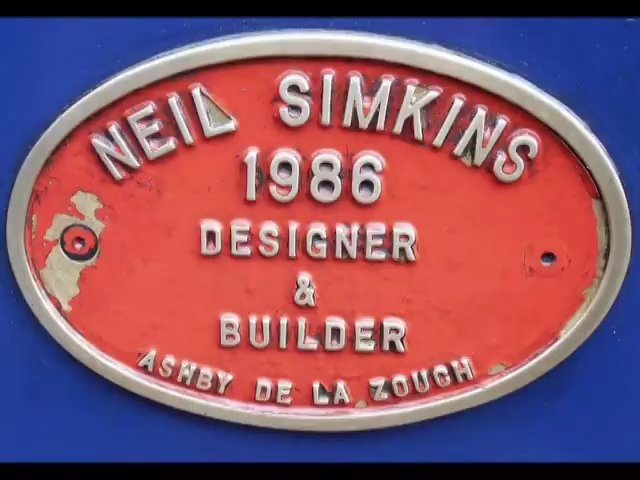 NEIL SIMKINS
1986
DESIGNER
&
BUILDER
ASHBY DE LA ZOUCH